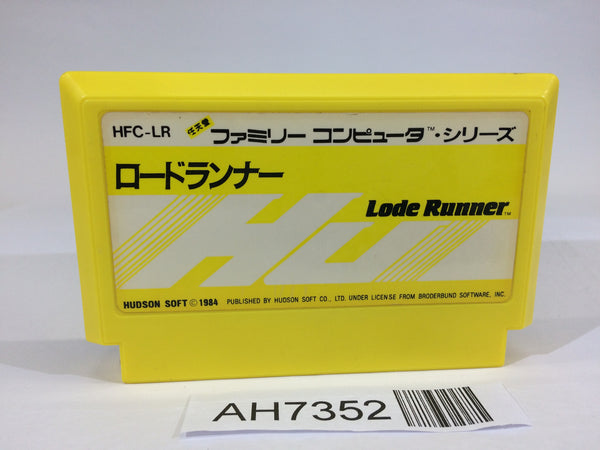 HFC-LR 任天堂 ファミリー コンピュータ™・シリーズ
ロードランナー
Lode Runner™
HU
HUDSON SOFT © 1984 PUBLISHED BY HUDSON SOFT CO., LTD. UNDER LICENSE FROM BRODERBUND SOFTWARE, INC.
AH7352